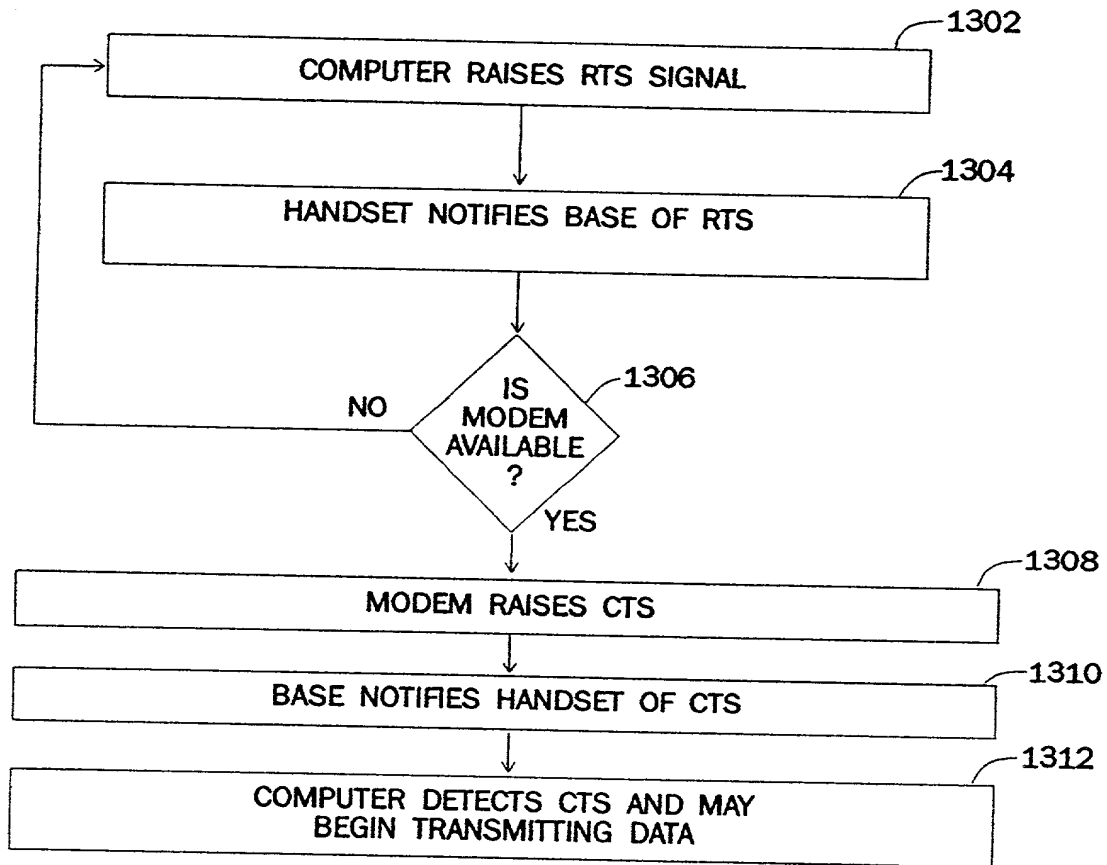 1302
COMPUTER RAISES RTS SIGNAL
1304
HANDSET NOTIFIES BASE OF RTS
1306
IS
MODEM
AVAILABLE
?
NO
YES
1308
MODEM RAISES CTS
1310
BASE NOTIFIES HANDSET OF CTS
1312
COMPUTER DETECTS CTS AND MAY
BEGIN TRANSMITTING DATA